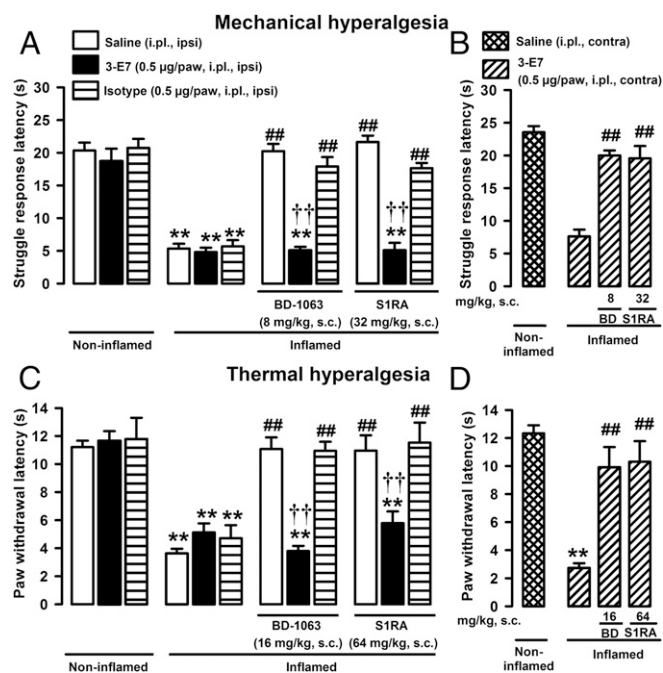 Mechanical hyperalgesia
A
Saline (i.pl., ipsi)
3-E7 (0.5 µg/paw, i.pl., ipsi)
Isotype (0.5 µg/paw, i.pl., ipsi)
Struggle response latency (s)
30
25
20
15
10
5
0
** ** **
## ## ## ##
†† ††
** **
BD-1063
(8 mg/kg, s.c.)
S1RA
(32 mg/kg, s.c.)
Non-inflamed
Inflamed
B
Saline (i.pl., contra)
3-E7
(0.5 µg/paw, i.pl., contra)
Struggle response latency (s)
30
25
20
15
10
5
0
## ##
mg/kg, s.c.
8 32
BD S1RA
Non-
inflamed
Inflamed
Thermal hyperalgesia
C
Paw withdrawal latency (s)
14
12
10
8
6
4
2
0
** ** **
## ## ## ##
†† ††
** **
BD-1063
(16 mg/kg, s.c.)
S1RA
(64 mg/kg, s.c.)
Non-inflamed
Inflamed
D
Paw withdrawal latency (s)
14
12
10
8
6
4
2
0
**
## ##
mg/kg, s.c.
16 64
BD S1RA
Non-
inflamed
Inflamed